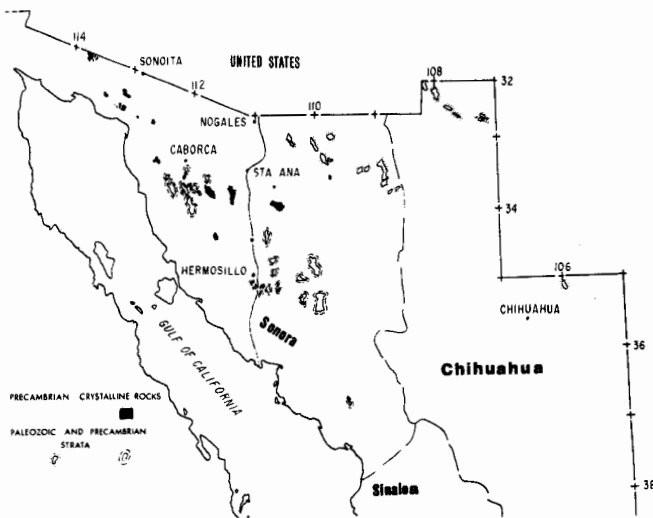 114
SONOITA
UNITED STATES
112
108
32
110
NOGALES
CABORCA
STA ANA
34
HERMOSILLO
106
CHIHUAHUA
Sonora
GULF OF CALIFORNIA
36
Chihuahua
PRECAMBRIAN CRYSTALLINE ROCKS
PALEOZOIC AND PRECAMBRIAN
STRATA
Sinaloa
38